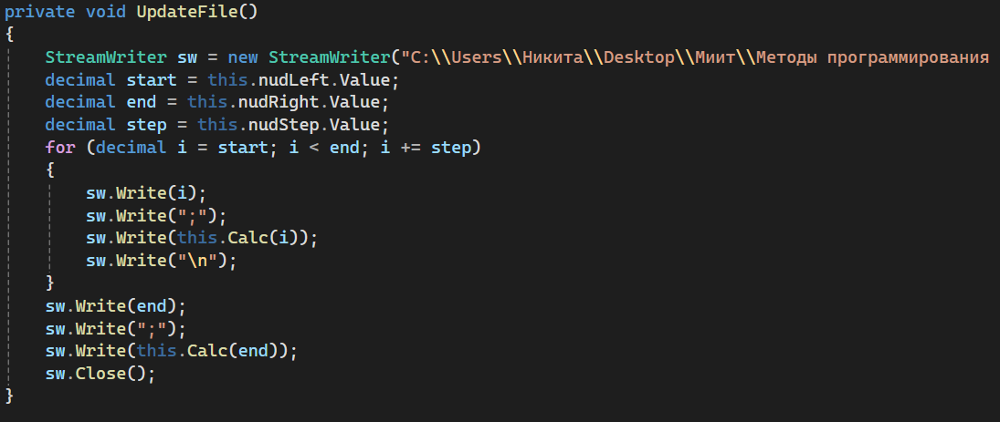 private void UpdateFile()
{
    StreamWriter sw = new StreamWriter("C:\\Users\\Никита\\Desktop\\Миит\\Методы программирования
    decimal start = this.nudLeft.Value;
    decimal end = this.nudRight.Value;
    decimal step = this.nudStep.Value;
    for (decimal i = start; i < end; i += step)
    {
        sw.Write(i);
        sw.Write(";");
        sw.Write(this.Calc(i));
        sw.Write("\n");
    }
    sw.Write(end);
    sw.Write(";");
    sw.Write(this.Calc(end));
    sw.Close();
}